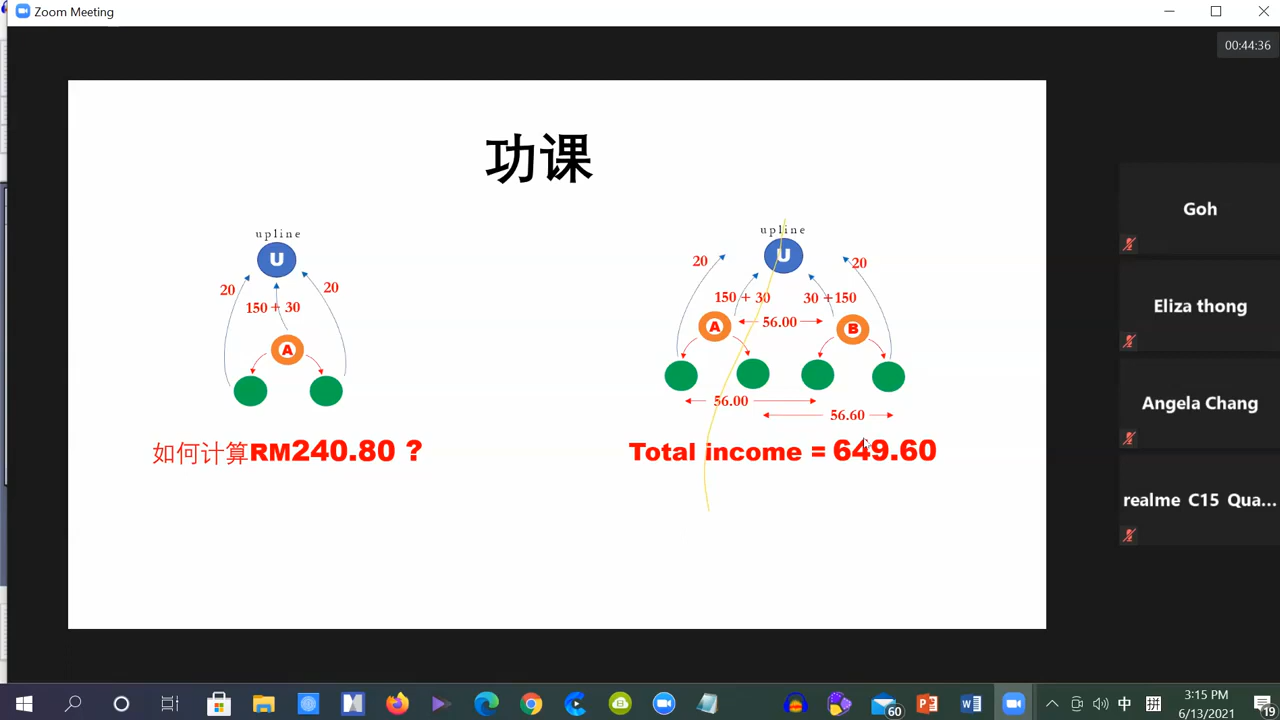 Zoom Meeting
00:44:36
功课
upline
U
20
20
150 + 30
A
如何计算RM240.80 ?
upline
U
20
20
150 + 30
30 +150
A
56.00
B
56.00
56.60
Total income = 649.60
Goh
Eliza thong
Angela Chang
realme C15 Qua...
60
中
拼
3:15 PM
6/13/2021
19